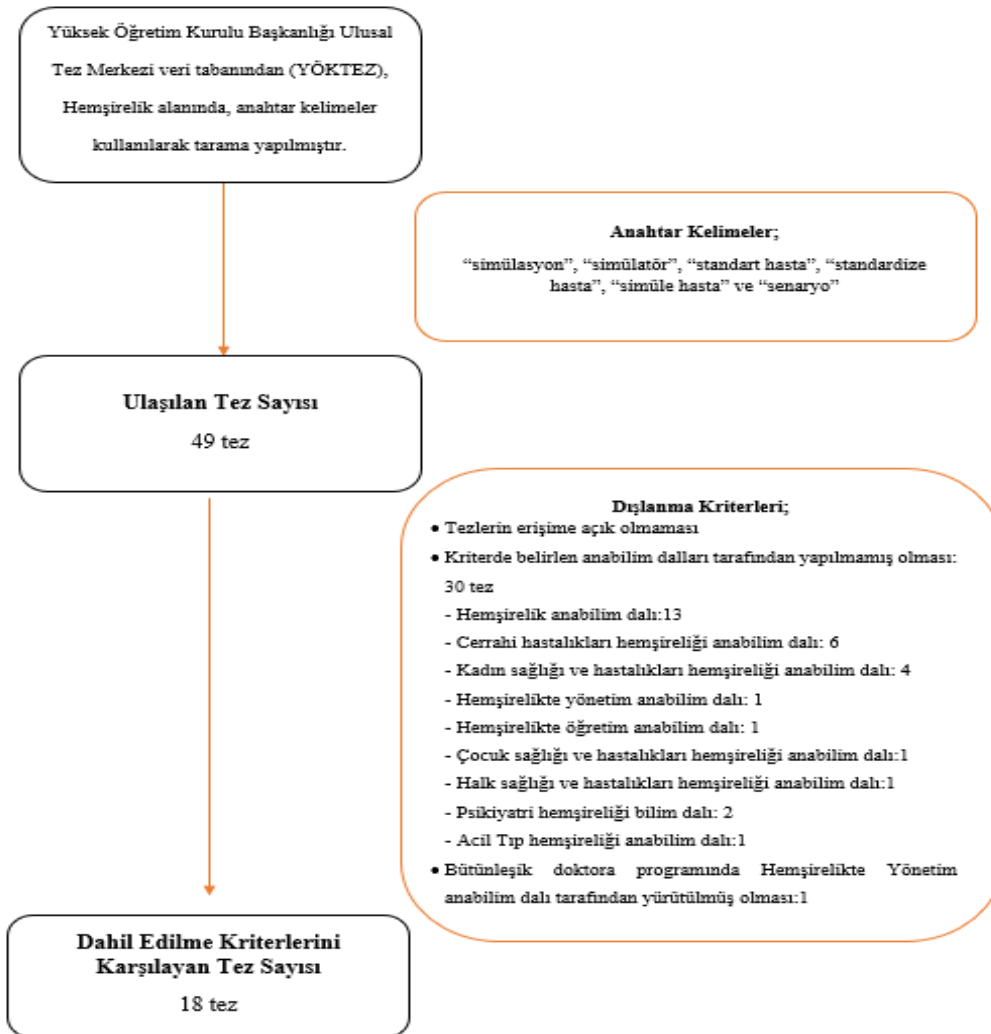 Yüksek Öğretim Kurulu Başkanlığı Ulusal
Tez Merkezi veri tabanından (YÖKTEZ),
Hemşirelik alanında, anahtar kelimeler
kullanılarak tarama yapılmıştır.
Anahtar Kelimeler;
“simülasyon”, “simülatör”, “standart hasta”, “standardize
hasta”, “simüle hasta” ve “senaryo”
Ulaşılan Tez Sayısı
49 tez
Dışlanma Kriterleri;
• Tezlerin erişime açık olmaması
• Kriterde belirlen anabilim dalları tarafından yapılmamış olması:
30 tez
- Hemşirelik anabilim dalı:13
- Cerrahi hastalıkları hemşireliği anabilim dalı: 6
- Kadın sağlığı ve hastalıkları hemşireliği anabilim dalı: 4
- Hemşirelikte yönetim anabilim dalı: 1
- Hemşirelikte öğretim anabilim dalı: 1
- Çocuk sağlığı ve hastalıkları hemşireliği anabilim dalı:1
- Halk sağlığı ve hastalıkları hemşireliği anabilim dalı:1
- Psikiyatri hemşireliği bilim dalı: 2
- Acil Tıp hemşireliği anabilim dalı:1
• Bütünleşik doktora programında Hemşirelikte Yönetim
anabilim dalı tarafından yürütülmüş olması:1
Dahil Edilme Kriterlerini
Karşılayan Tez Sayısı
18 tez